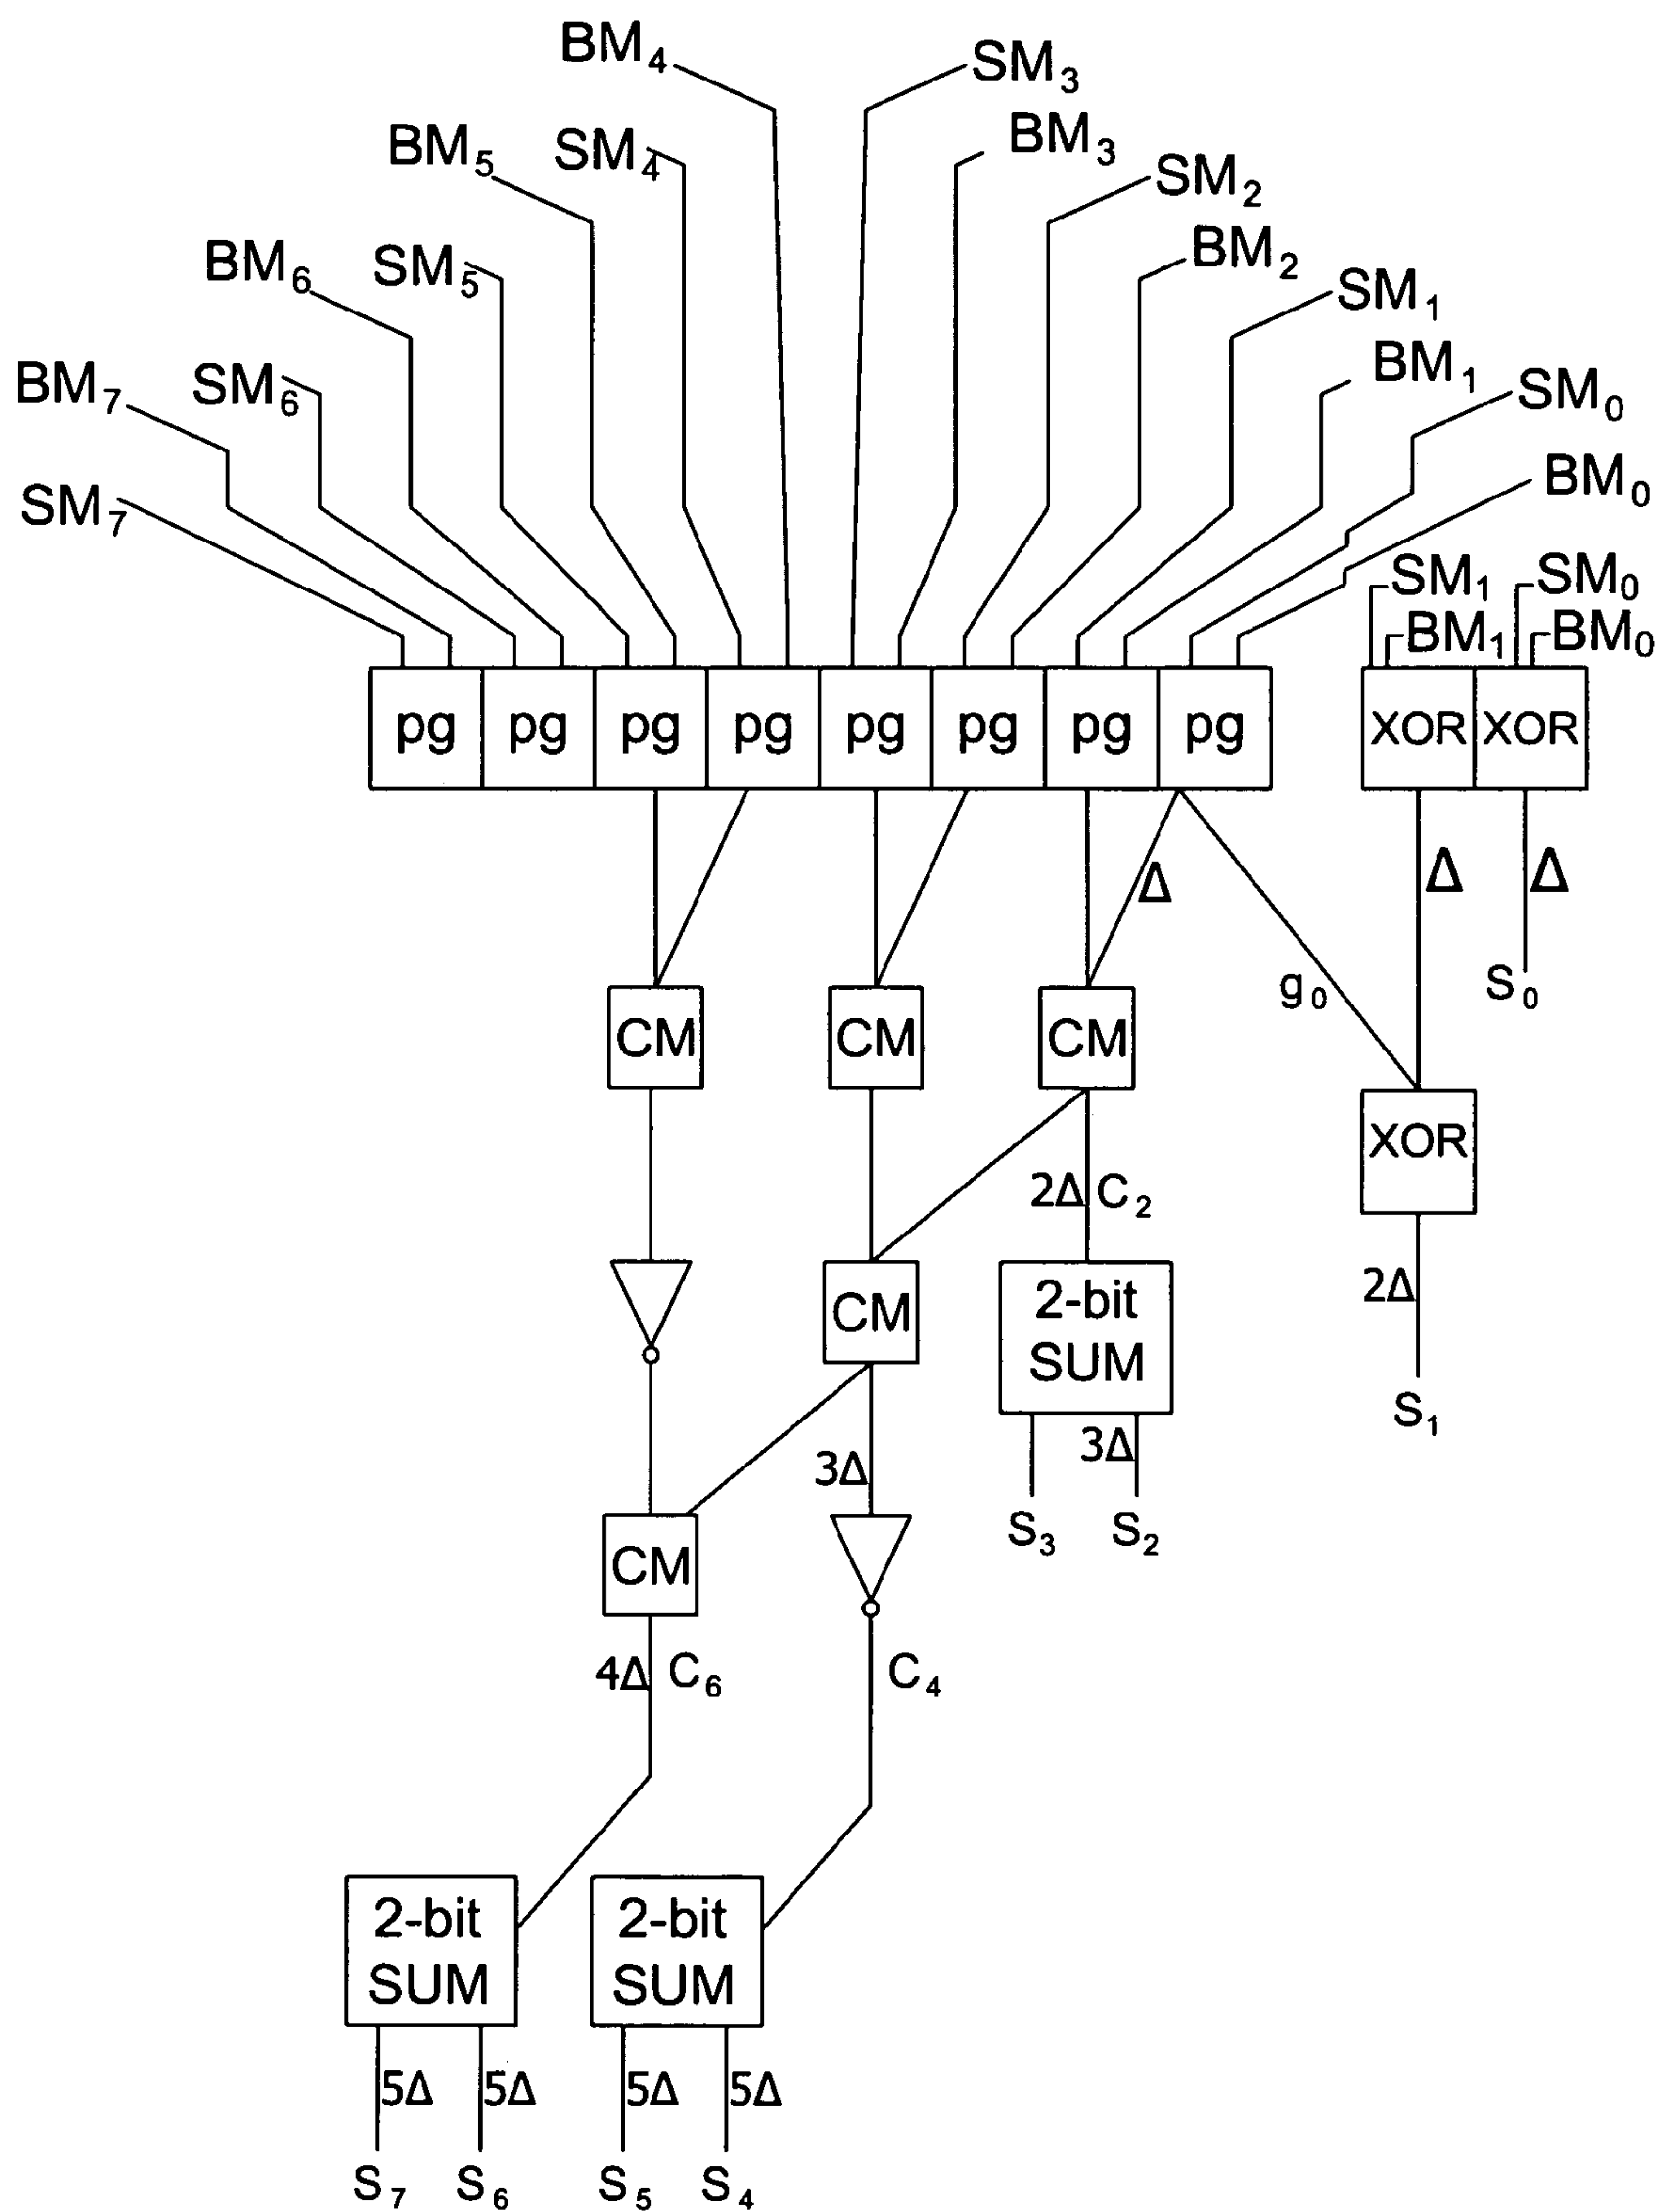 BM4
SM3
BM3
BM5 SM4
SM2
BM6 SM5
BM2
SM1
BM7 SM6
BM1
SM0
SM7
BM0
SM1 SM0
BM1 BM0
pg pg pg pg pg pg pg pg XOR XOR
Δ Δ Δ
g0 S0
CM CM CM
XOR
2Δ C2
2Δ
CM
2-bit
SUM
S1
3Δ 3Δ
S3 S2
CM
4Δ C6 C4
2-bit 2-bit
SUM SUM
5Δ 5Δ 5Δ 5Δ
S7 S6 S5 S4